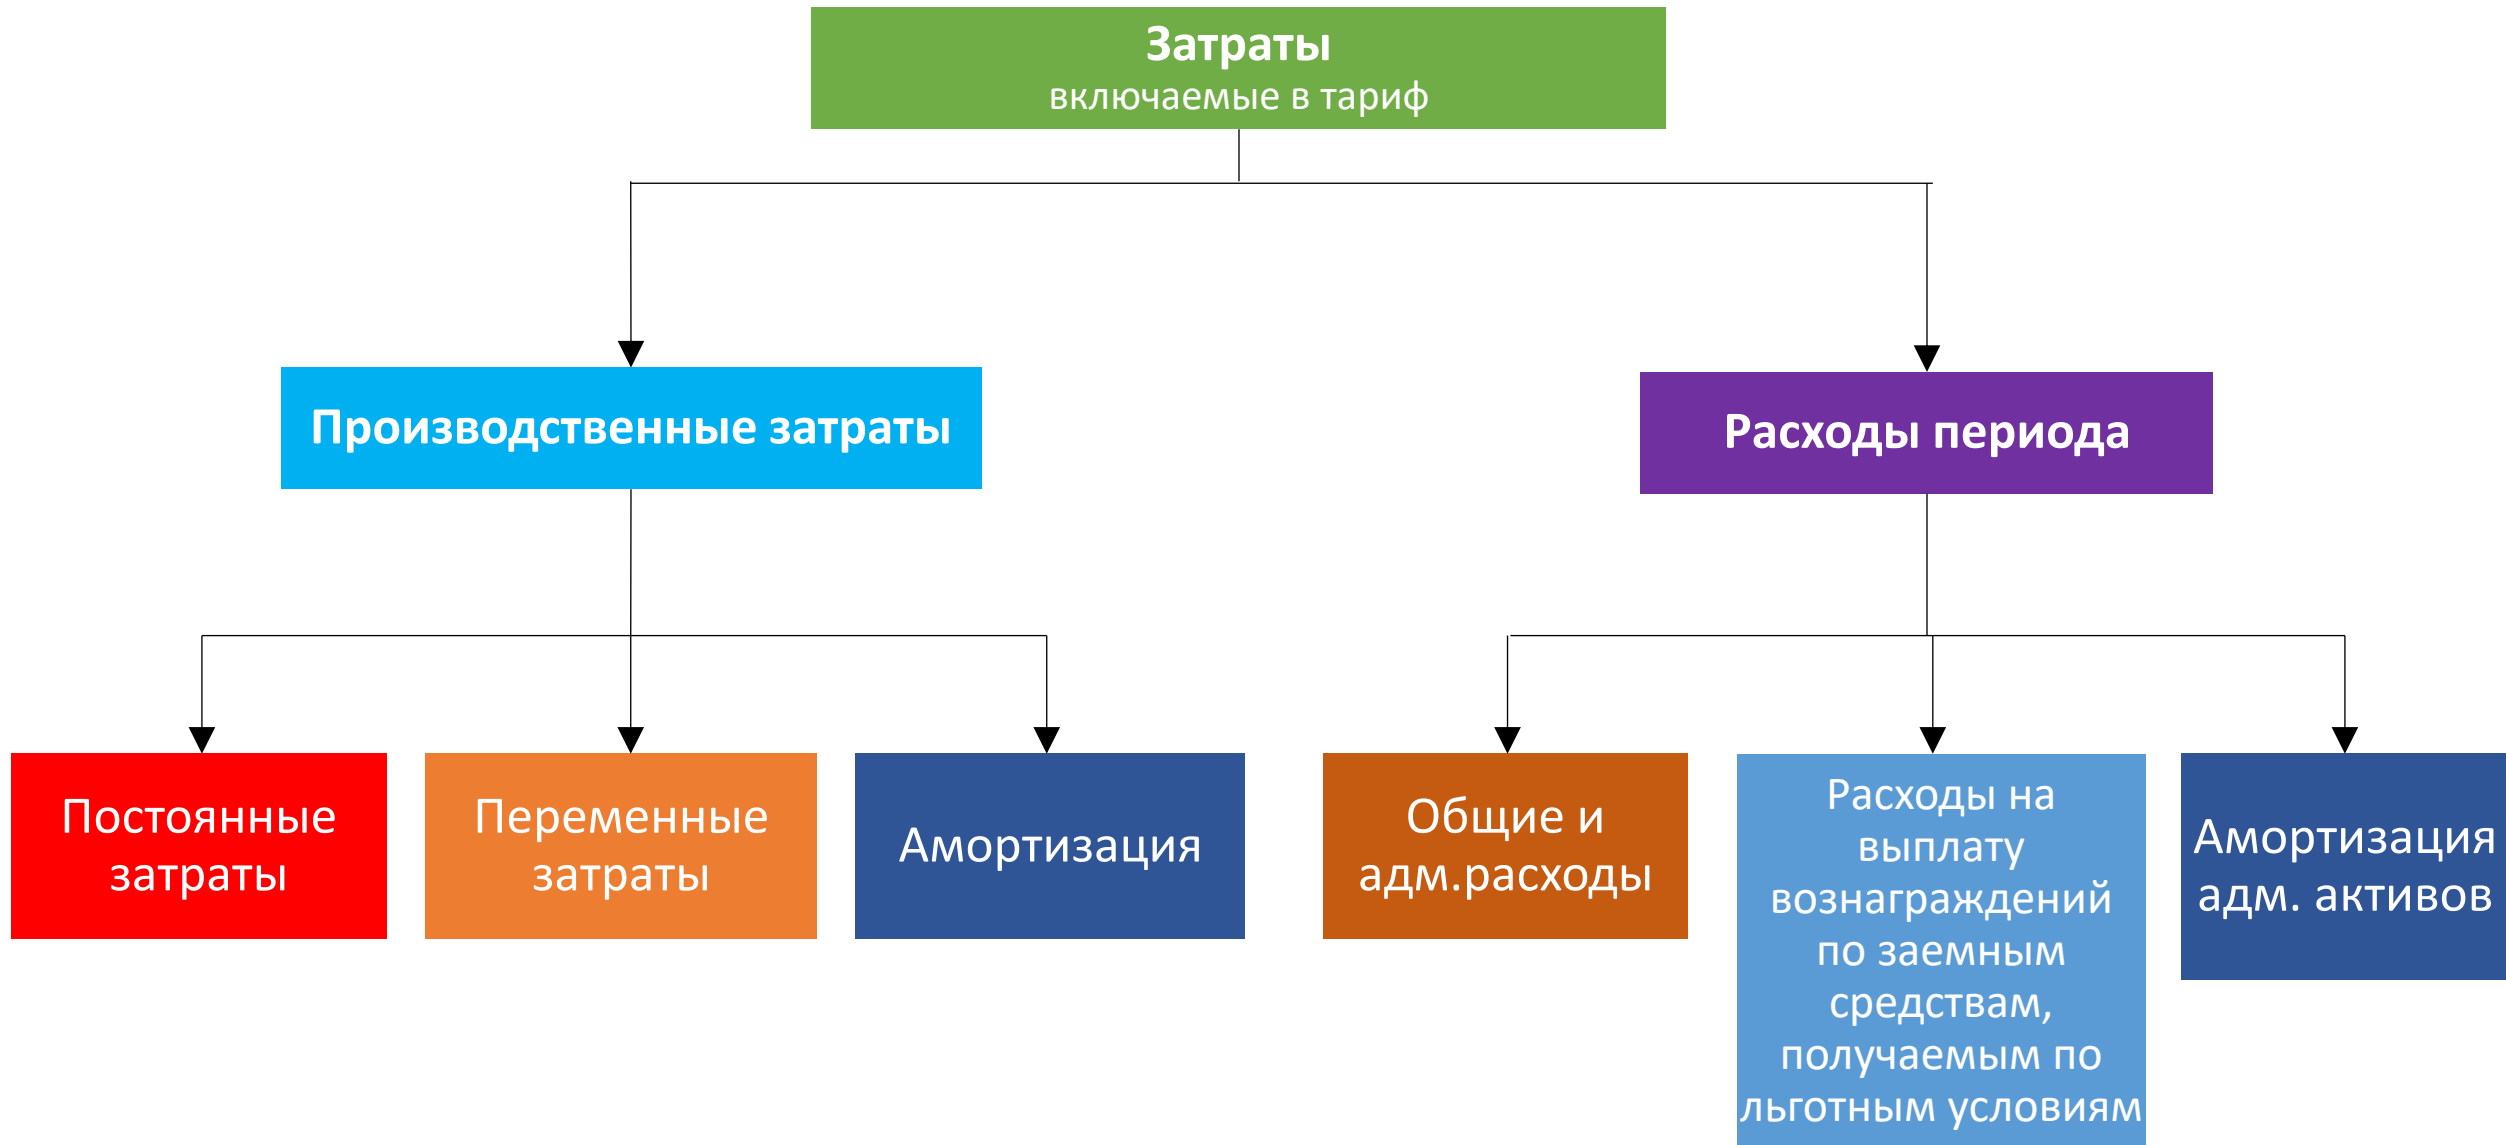 Затраты
включаемые в тариф
Производственные затраты
Расходы периода
Постоянные
затраты
Переменные
затраты
Амортизация
Общие и
адм.расходы
Расходы на
выплату
вознаграждений
по заемным
средствам,
получаемым по
льготным условиям
Амортизация
адм. активов